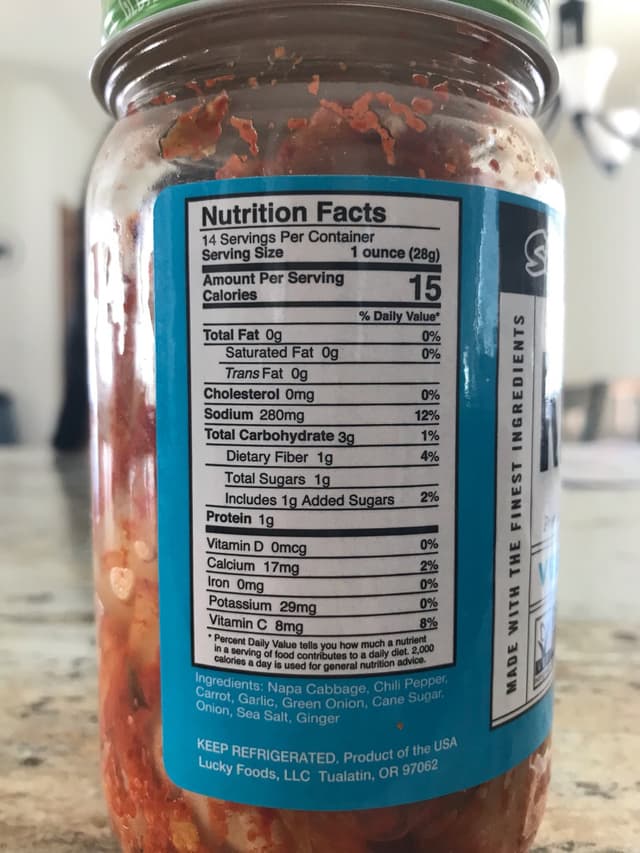 Nutrition Facts
14 Servings Per Container
Serving Size 1 ounce (28g)
Amount Per Serving
Calories 15
% Daily Value*
Total Fat 0g 0%
Saturated Fat 0g 0%
Trans Fat 0g
Cholesterol 0mg 0%
Sodium 280mg 12%
Total Carbohydrate 3g 1%
Dietary Fiber 1g 4%
Total Sugars 1g
Includes 1g Added Sugars 2%
Protein 1g
Vitamin D 0mcg 0%
Calcium 17mg 2%
Iron 0mg 0%
Potassium 29mg 0%
Vitamin C 8mg 8%
* Percent Daily Value tells you how much a nutrient
in a serving of food contributes to a daily diet. 2,000
calories a day is used for general nutrition advice.
Ingredients: Napa Cabbage, Chili Pepper,
Carrot, Garlic, Green Onion, Cane Sugar,
Onion, Sea Salt, Ginger
KEEP REFRIGERATED. Product of the USA
Lucky Foods, LLC Tualatin, OR 97062
MADE WITH THE FINEST INGREDIENTS